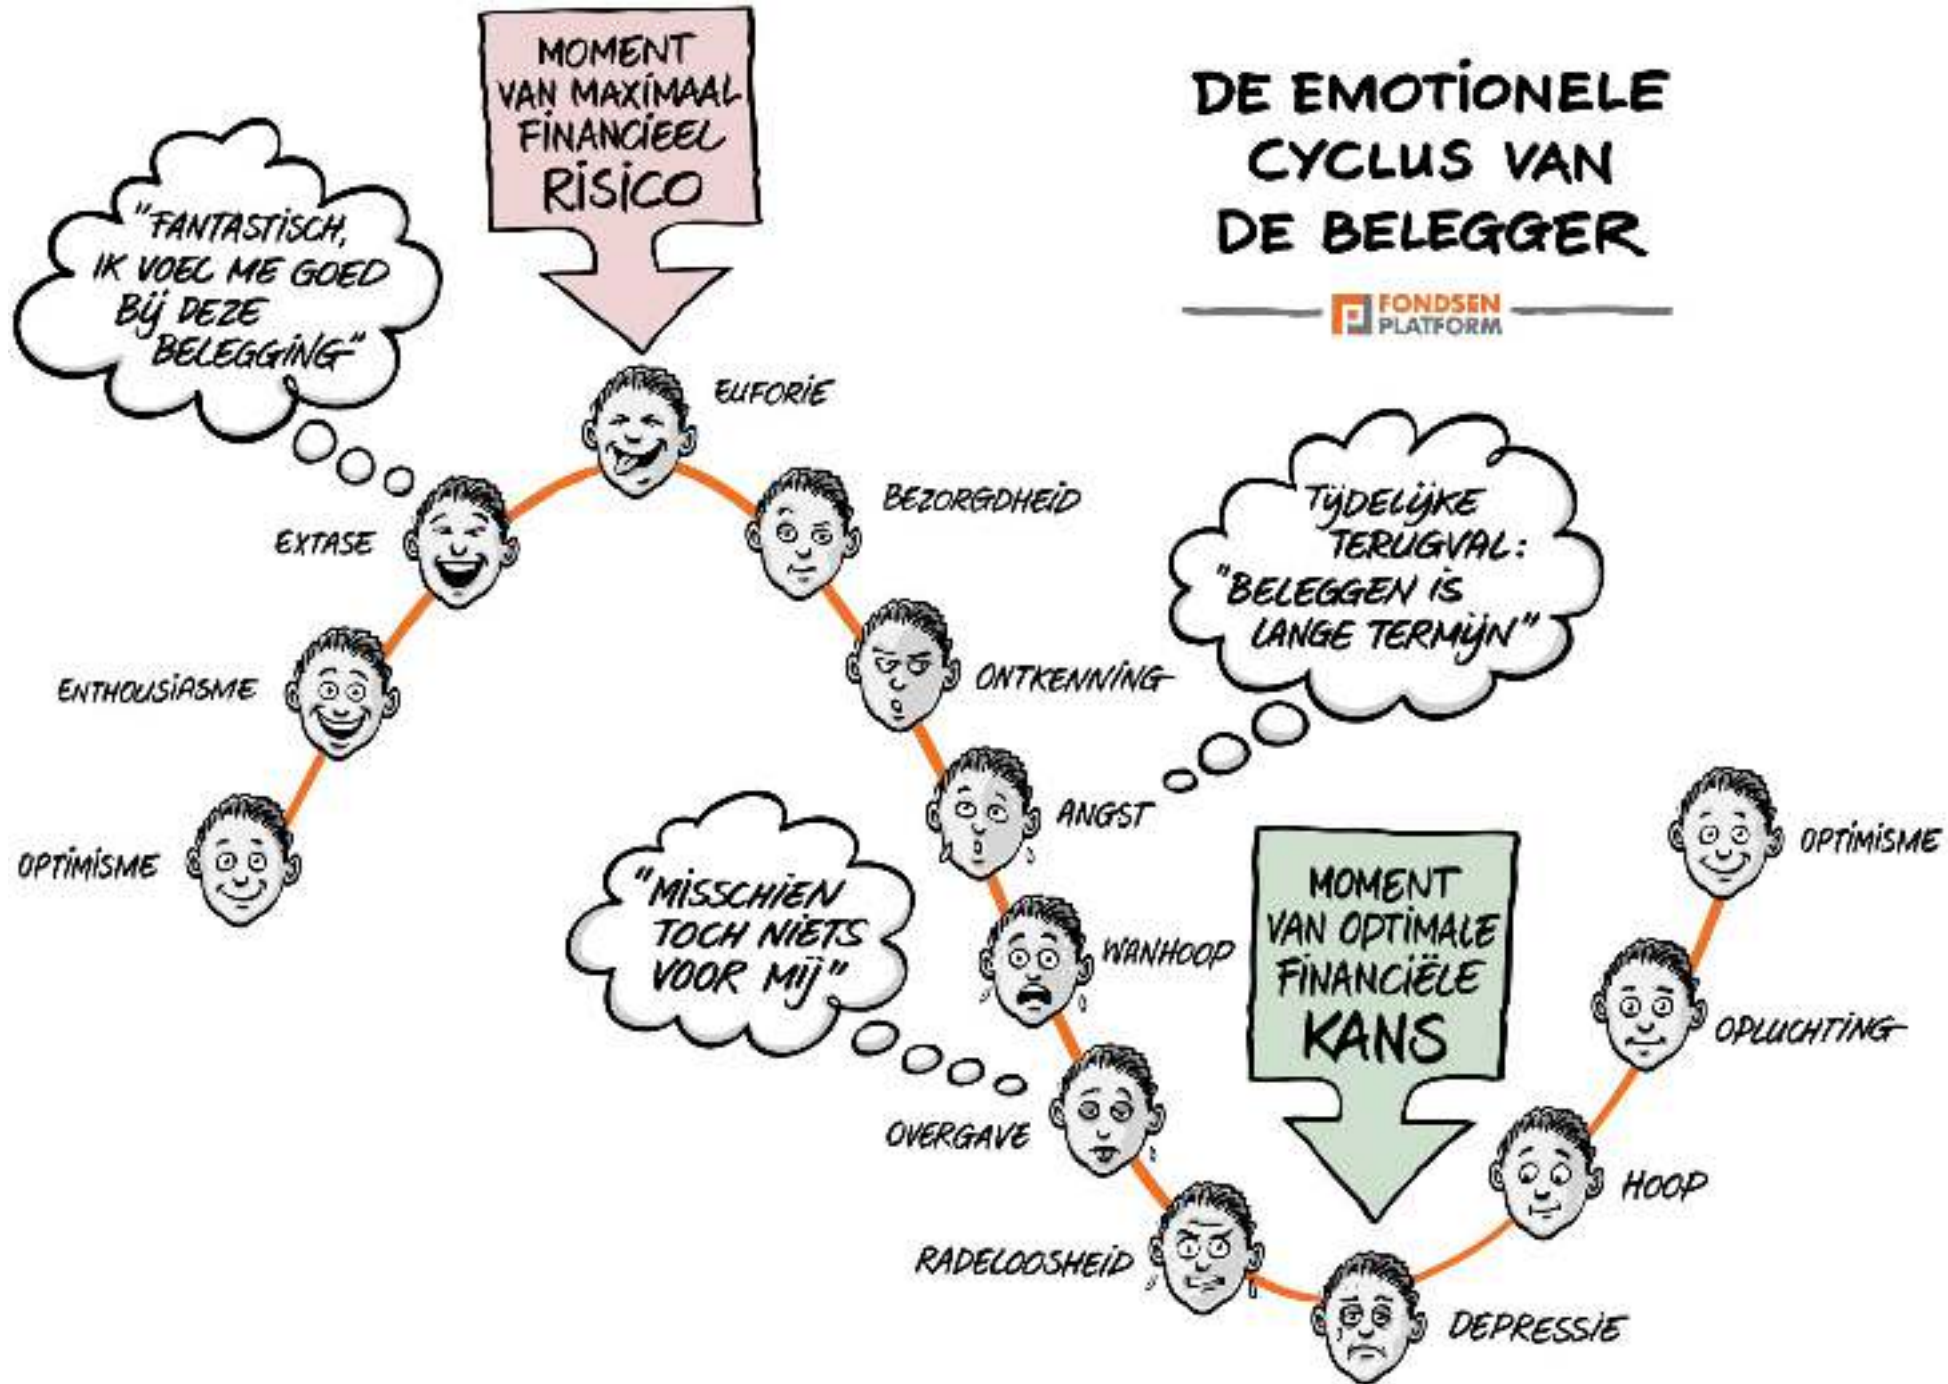 MOMENT
VAN MAXIMAAL
FINANCIEEL
RISICO
DE EMOTIONELE
CYCLUS VAN
DE BELEGGER
FONDSEN
PLATFORM
"FANTASTISCH,
IK VOEL ME GOED
BIJ DEZE
BELEGGING"
EUFORIE
BEZORGDHEID
EXTASE
TIJDELIJKE
TERUGVAL:
"BELEGGEN IS
LANGE TERMIJN"
ENTHOUSIASME
ONTKENNING
ANGST
OPTIMISME
OPTIMISME
"MISSCHIEN
TOCH NIETS
VOOR MIJ"
WANHOOP
MOMENT
VAN OPTIMALE
FINANCIËLE
KANS
OPLUCHTING
OVERGAVE
HOOP
RADELOOSHEID
DEPRESSIE